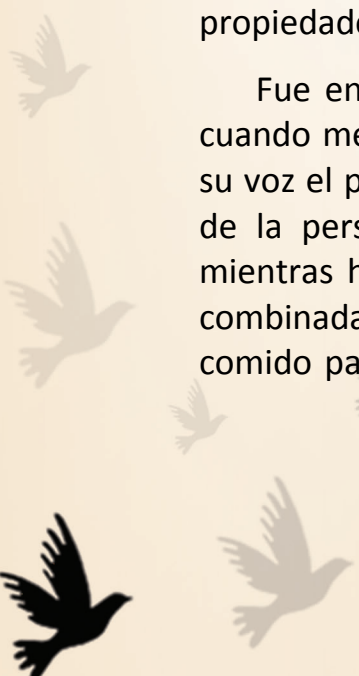 propiedad
Fue en
cuando me
su voz el p
de la pers
mientras h
combinada
comido pa